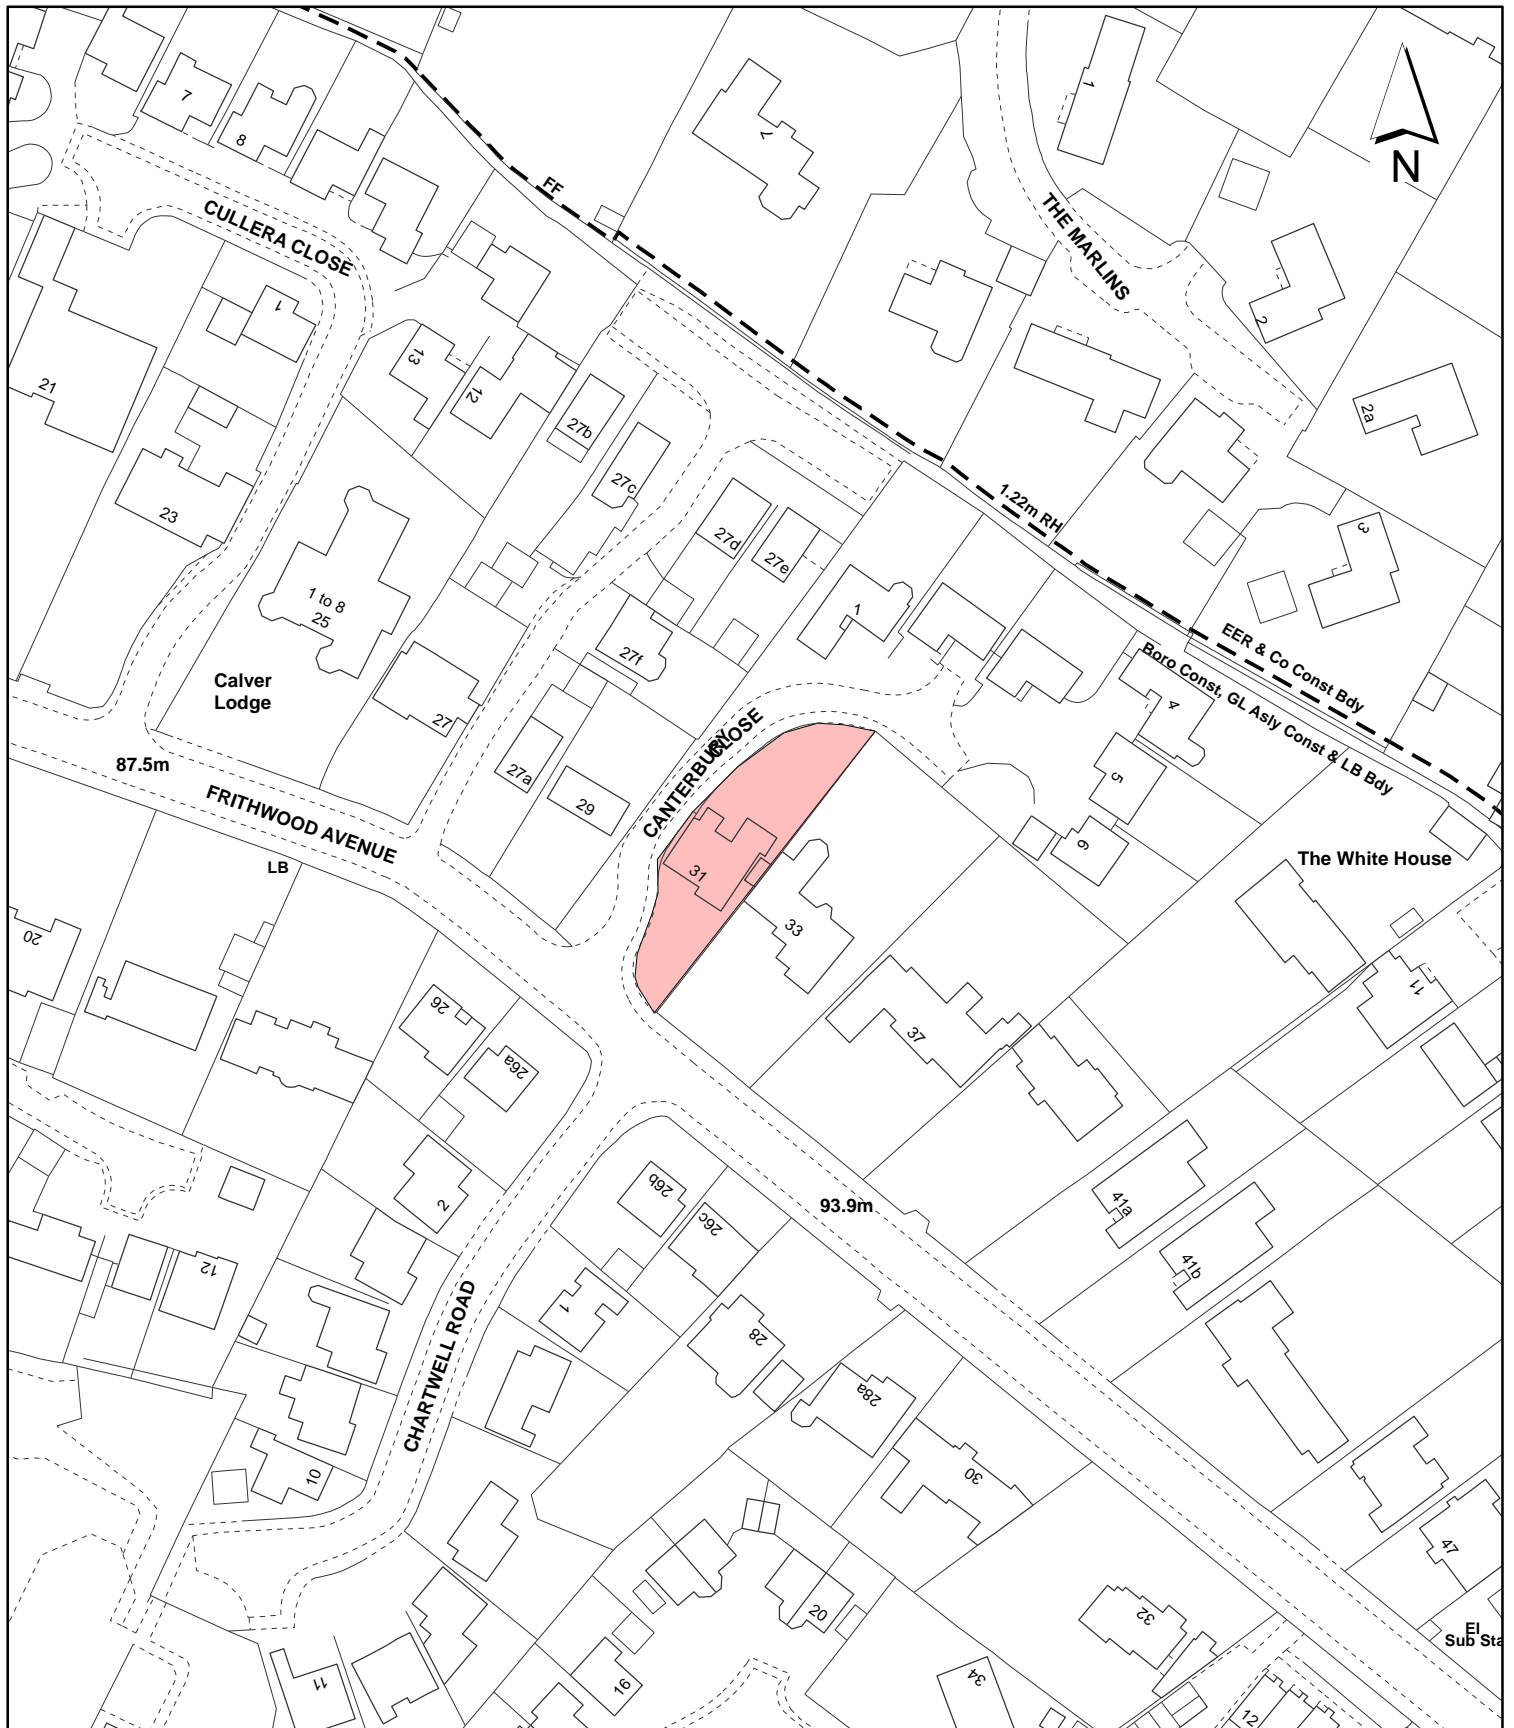 7
8
7
1
N
FF
CULLERA CLOSE
THE MARLINS
1
2
21
13
12
27b
2a
27c
23
27d
27e
1.22m RH
3
1 to 8
25
1
27f
EER & Co Const Bdy
Boro Const, GL Asly Const & LB Bdy
Calver
Lodge
27
4
CANTERBURY
CLOSE
87.5m
27a
29
5
FRITHWOOD AVENUE
6
The White House
LB
31
33
20
11
26
37
26a
2
26b
41a
93.9m
26c
12
41b
1
28
CHARTWELL ROAD
28a
10
30
47
20
32
El
Sub Sta
11
16
34
12